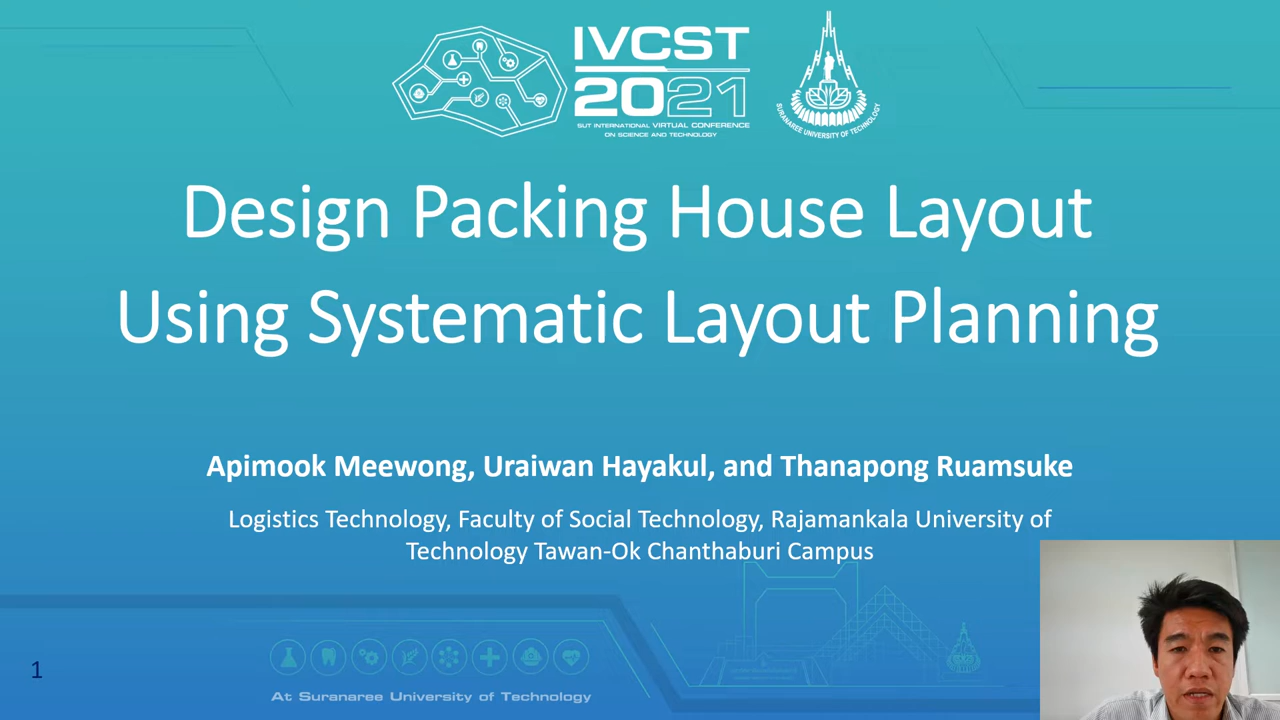 IVCST
2021
SUT INTERNATIONAL VIRTUAL CONFERENCE
ON SCIENCE AND TECHNOLOGY
SURANAREE UNIVERSITY OF TECHNOLOGY
Design Packing House Layout
Using Systematic Layout Planning
Apimook Meewong, Uraiwan Hayakul, and Thanapong Ruamsuke
Logistics Technology, Faculty of Social Technology, Rajamankala University of
Technology Tawan-Ok Chanthaburi Campus
1
At Suranaree University of Technology